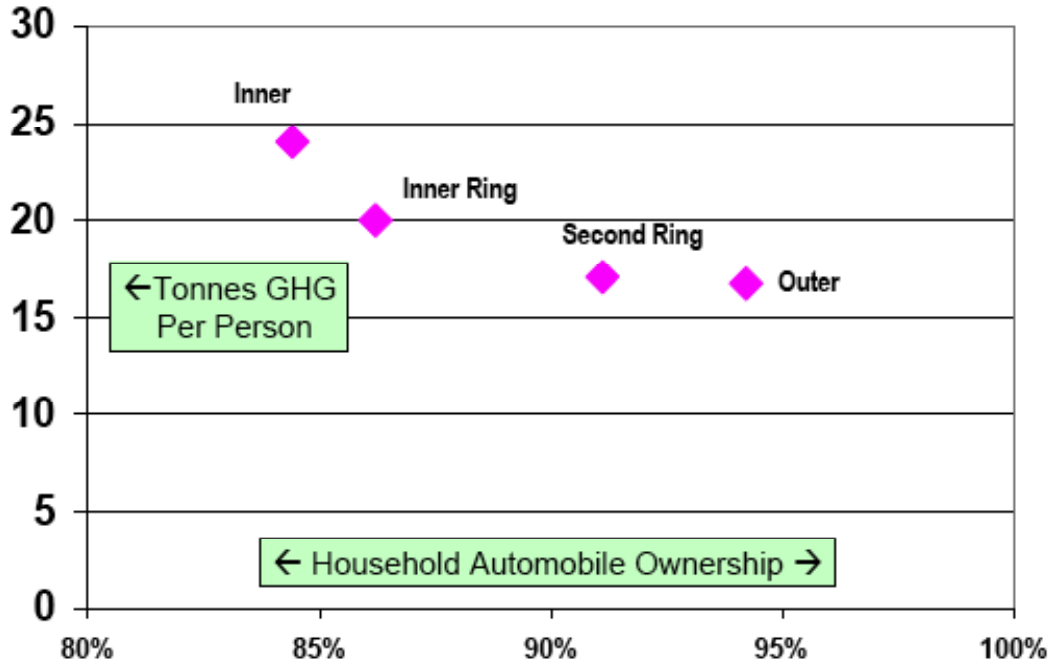 30
Inner
25
Inner Ring
20
Second Ring
←Tonnes GHG
Per Person
Outer
15
10
5
← Household Automobile Ownership →
0
80%
85%
90%
95%
100%